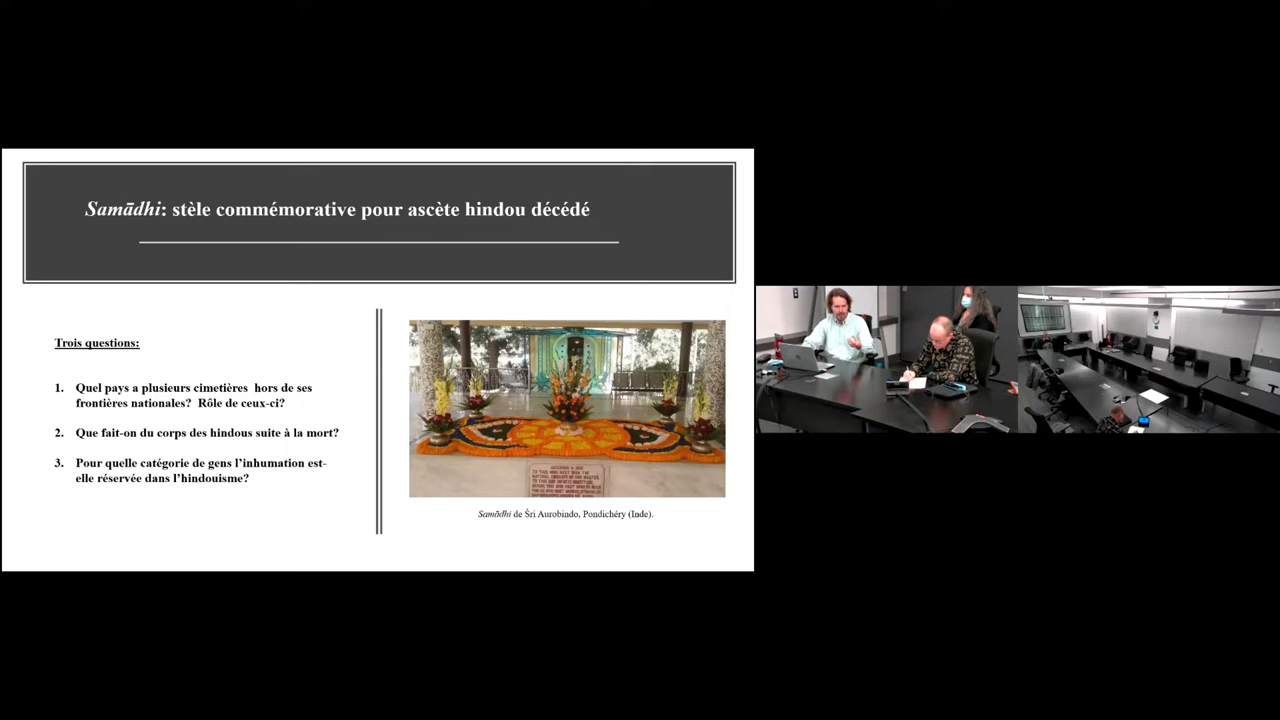 Samādhi: stèle commémorative pour ascète hindou décédé
Trois questions:
1. Quel pays a plusieurs cimetières hors de ses
frontières nationales? Rôle de ceux-ci?
2. Que fait-on du corps des hindous suite à la mort?
3. Pour quelle catégorie de gens l’inhumation est-
elle réservée dans l’hindouisme?
Samādhi de Śri Aurobindo, Pondichéry (Inde).